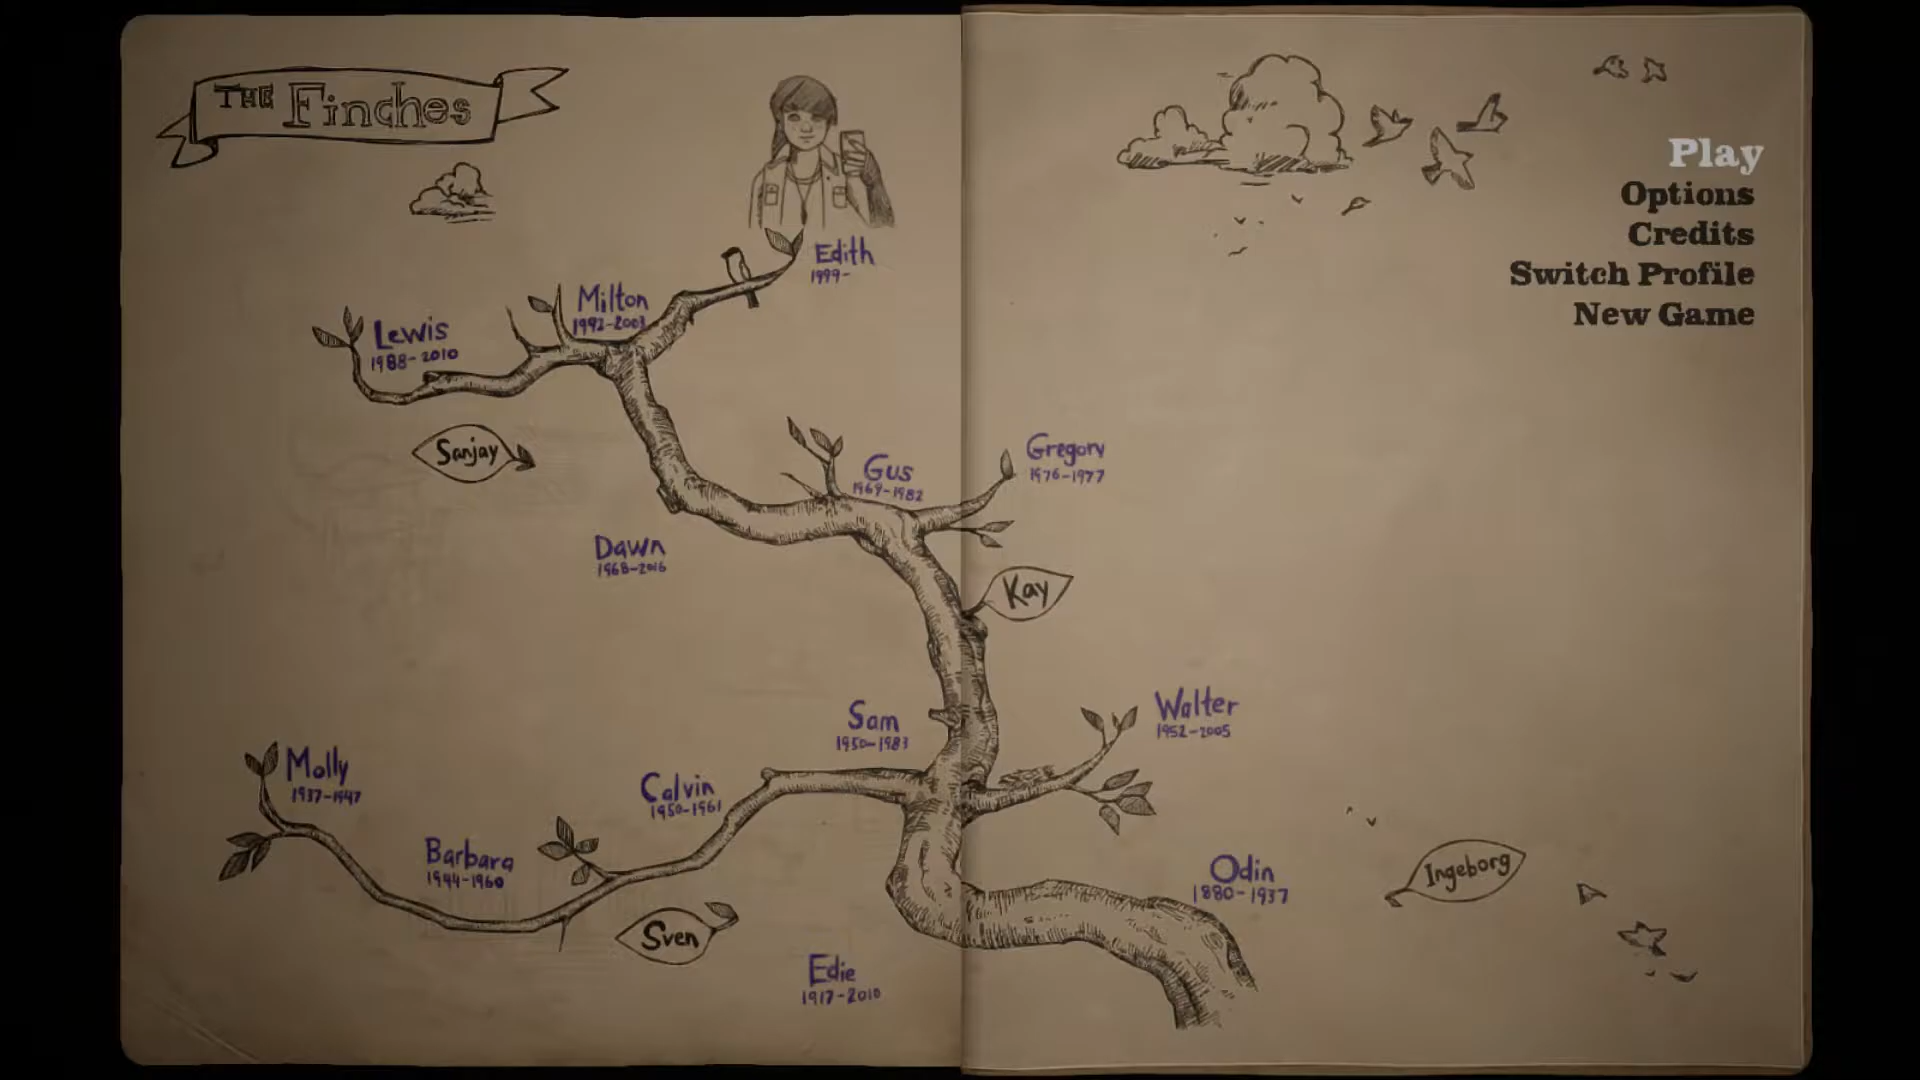 THE Finches
Play
Options
Credits
Switch Profile
New Game
Edith
1999-
Milton
1992-2003
Lewis
1988-2010
Sanjay
Gregory
1976-1977
Gus
1969-1982
Dawn
1968-2016
Kay
Walter
1952-2005
Sam
1950-1983
Molly
1937-1947
Calvin
1950-1961
Barbara
1944-1960
Odin
1880-1937
Ingeborg
Sven
Edie
1917-2010